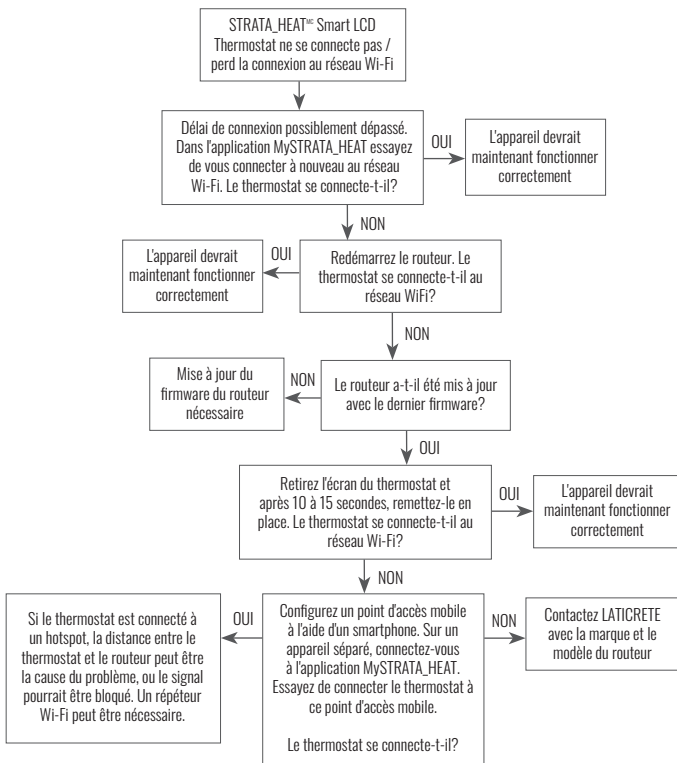 STRATA_HEATᴹᶜ Smart LCD
Thermostat ne se connecte pas /
perd la connexion au réseau Wi-Fi
Délai de connexion possiblement dépassé.
Dans l'application MySTRATA_HEAT essayez
de vous connecter à nouveau au réseau
Wi-Fi. Le thermostat se connecte-t-il?
OUI
L'appareil devrait
maintenant fonctionner
correctement
NON
L'appareil devrait
maintenant fonctionner
correctement
OUI
Redémarrez le routeur. Le
thermostat se connecte-t-il au
réseau WiFi?
NON
Mise à jour du
firmware du routeur
nécessaire
NON
Le routeur a-t-il été mis à jour
avec le dernier firmware?
OUI
Retirez l'écran du thermostat et
après 10 à 15 secondes, remettez-le en
place. Le thermostat se connecte-t-il au
réseau Wi-Fi?
OUI
L'appareil devrait
maintenant fonctionner
correctement
NON
Si le thermostat est connecté à
un hotspot, la distance entre le
thermostat et le routeur peut être
la cause du problème, ou le signal
pourrait être bloqué. Un répéteur
Wi-Fi peut être nécessaire.
OUI
Configurez un point d'accès mobile
à l'aide d'un smartphone. Sur un
appareil séparé, connectez-vous
à l'application MySTRATA_HEAT.
Essayez de connecter le thermostat à
ce point d'accès mobile.
Le thermostat se connecte-t-il?
NON
Contactez LATICRETE
avec la marque et le
modèle du routeur